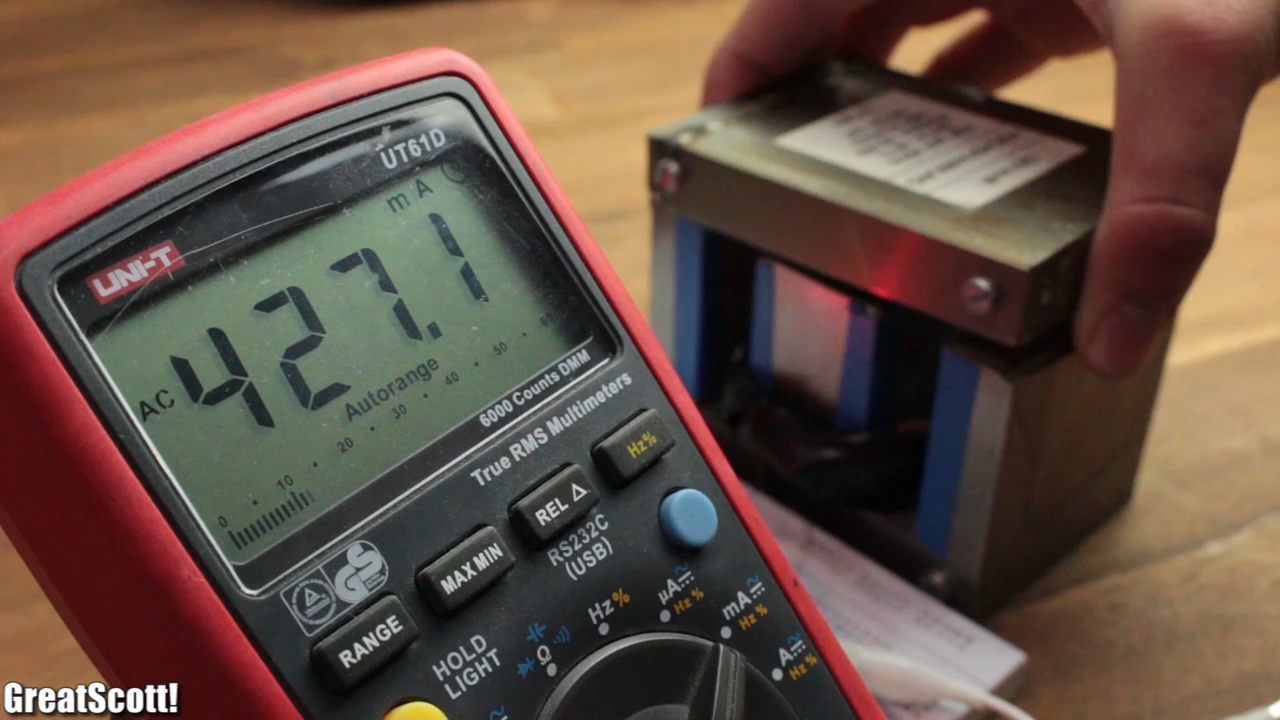 UT61D
UNI-T
mA
AC 427.1
Autorange
0 10 20 30 40 50
6000 Counts DMM
True RMS Multimeters
Hz%
REL Δ
RS232C
(USB)
MAX MIN
RANGE
HOLD
LIGHT
Ω
Hz%
µA Hz%
mA Hz%
A Hz%
GreatScott!